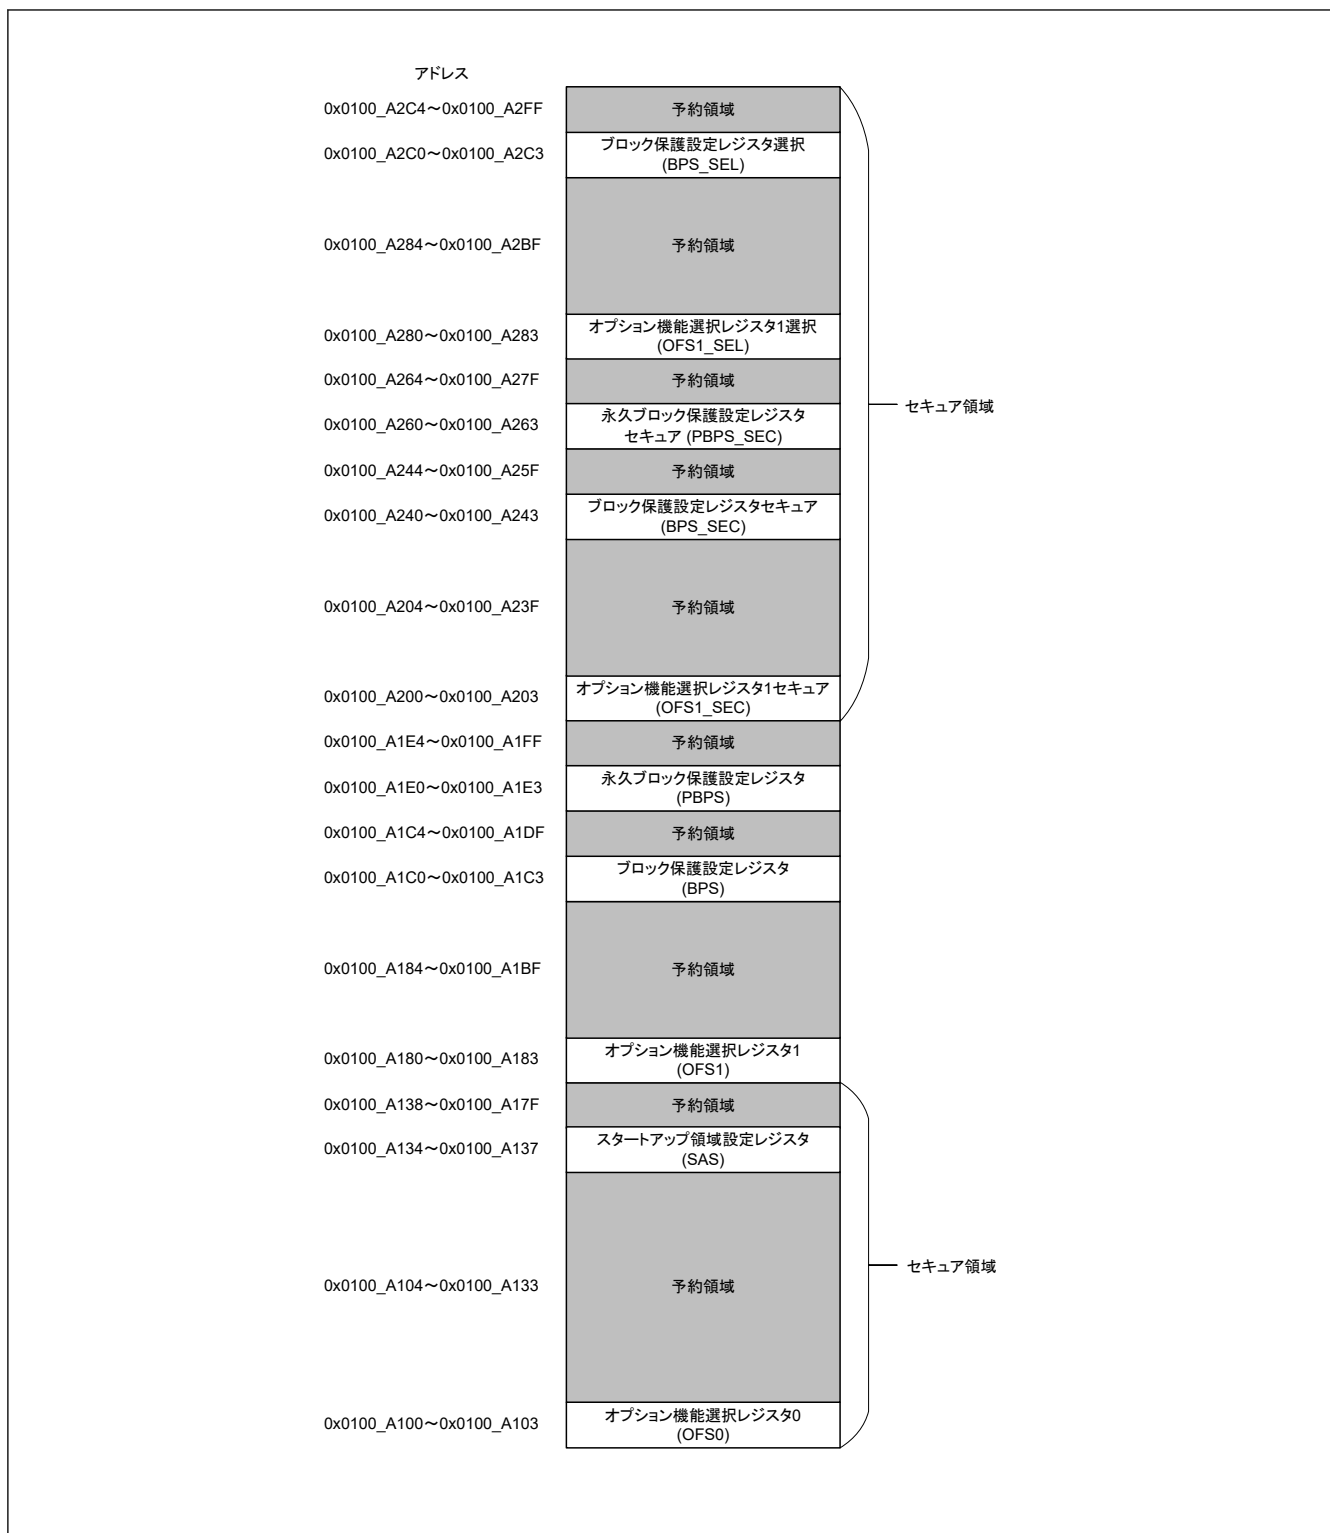 アドレス
0x0100_A2C4～0x0100_A2FF
予約領域
0x0100_A2C0～0x0100_A2C3
ブロック保護設定レジスタ選択
(BPS_SEL)
0x0100_A284～0x0100_A2BF
予約領域
0x0100_A280～0x0100_A283
オプション機能選択レジスタ1選択
(OFS1_SEL)
0x0100_A264～0x0100_A27F
予約領域
セキュア領域
0x0100_A260～0x0100_A263
永久ブロック保護設定レジスタ
セキュア (PBPS_SEC)
0x0100_A244～0x0100_A25F
予約領域
0x0100_A240～0x0100_A243
ブロック保護設定レジスタセキュア
(BPS_SEC)
0x0100_A204～0x0100_A23F
予約領域
0x0100_A200～0x0100_A203
オプション機能選択レジスタ1セキュア
(OFS1_SEC)
0x0100_A1E4～0x0100_A1FF
予約領域
0x0100_A1E0～0x0100_A1E3
永久ブロック保護設定レジスタ
(PBPS)
0x0100_A1C4～0x0100_A1DF
予約領域
0x0100_A1C0～0x0100_A1C3
ブロック保護設定レジスタ
(BPS)
0x0100_A184～0x0100_A1BF
予約領域
0x0100_A180～0x0100_A183
オプション機能選択レジスタ1
(OFS1)
0x0100_A138～0x0100_A17F
予約領域
0x0100_A134～0x0100_A137
スタートアップ領域設定レジスタ
(SAS)
セキュア領域
0x0100_A104～0x0100_A133
予約領域
0x0100_A100～0x0100_A103
オプション機能選択レジスタ0
(OFS0)